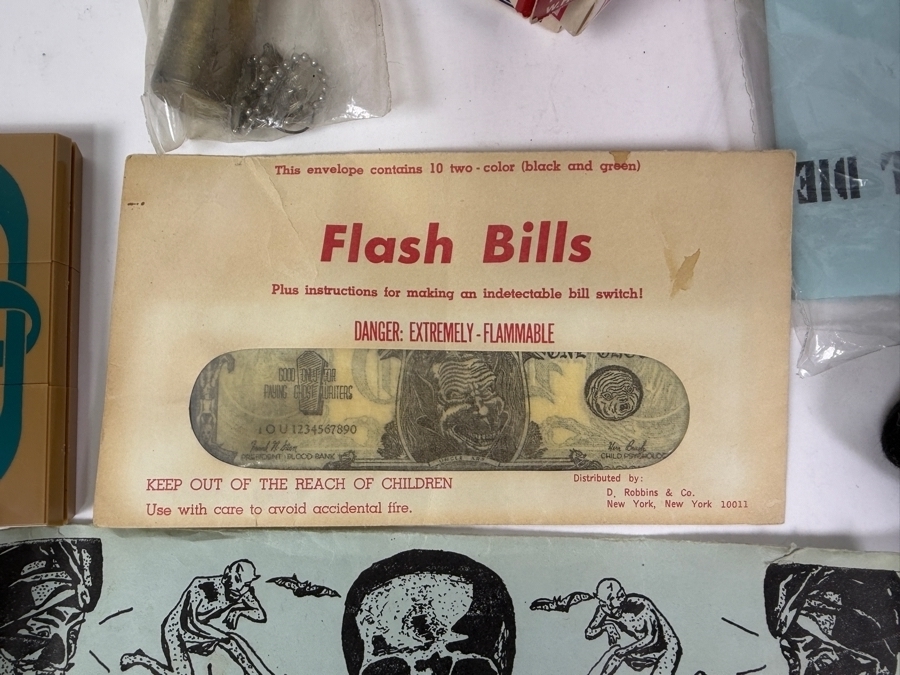 This envelope contains 10 two-color (black and green)
Flash Bills
Plus instructions for making an indetectable bill switch!
DANGER: EXTREMELY-FLAMMABLE
GOOD ONLY FOR
PAYING GHOST WRITERS
I O U 1234567890
PRESIDENT BLOOD BANK
CHILD PSYCHOLOG
KEEP OUT OF THE REACH OF CHILDREN
Use with care to avoid accidental fire.
Distributed by:
D. Robbins & Co.
New York, New York 10011